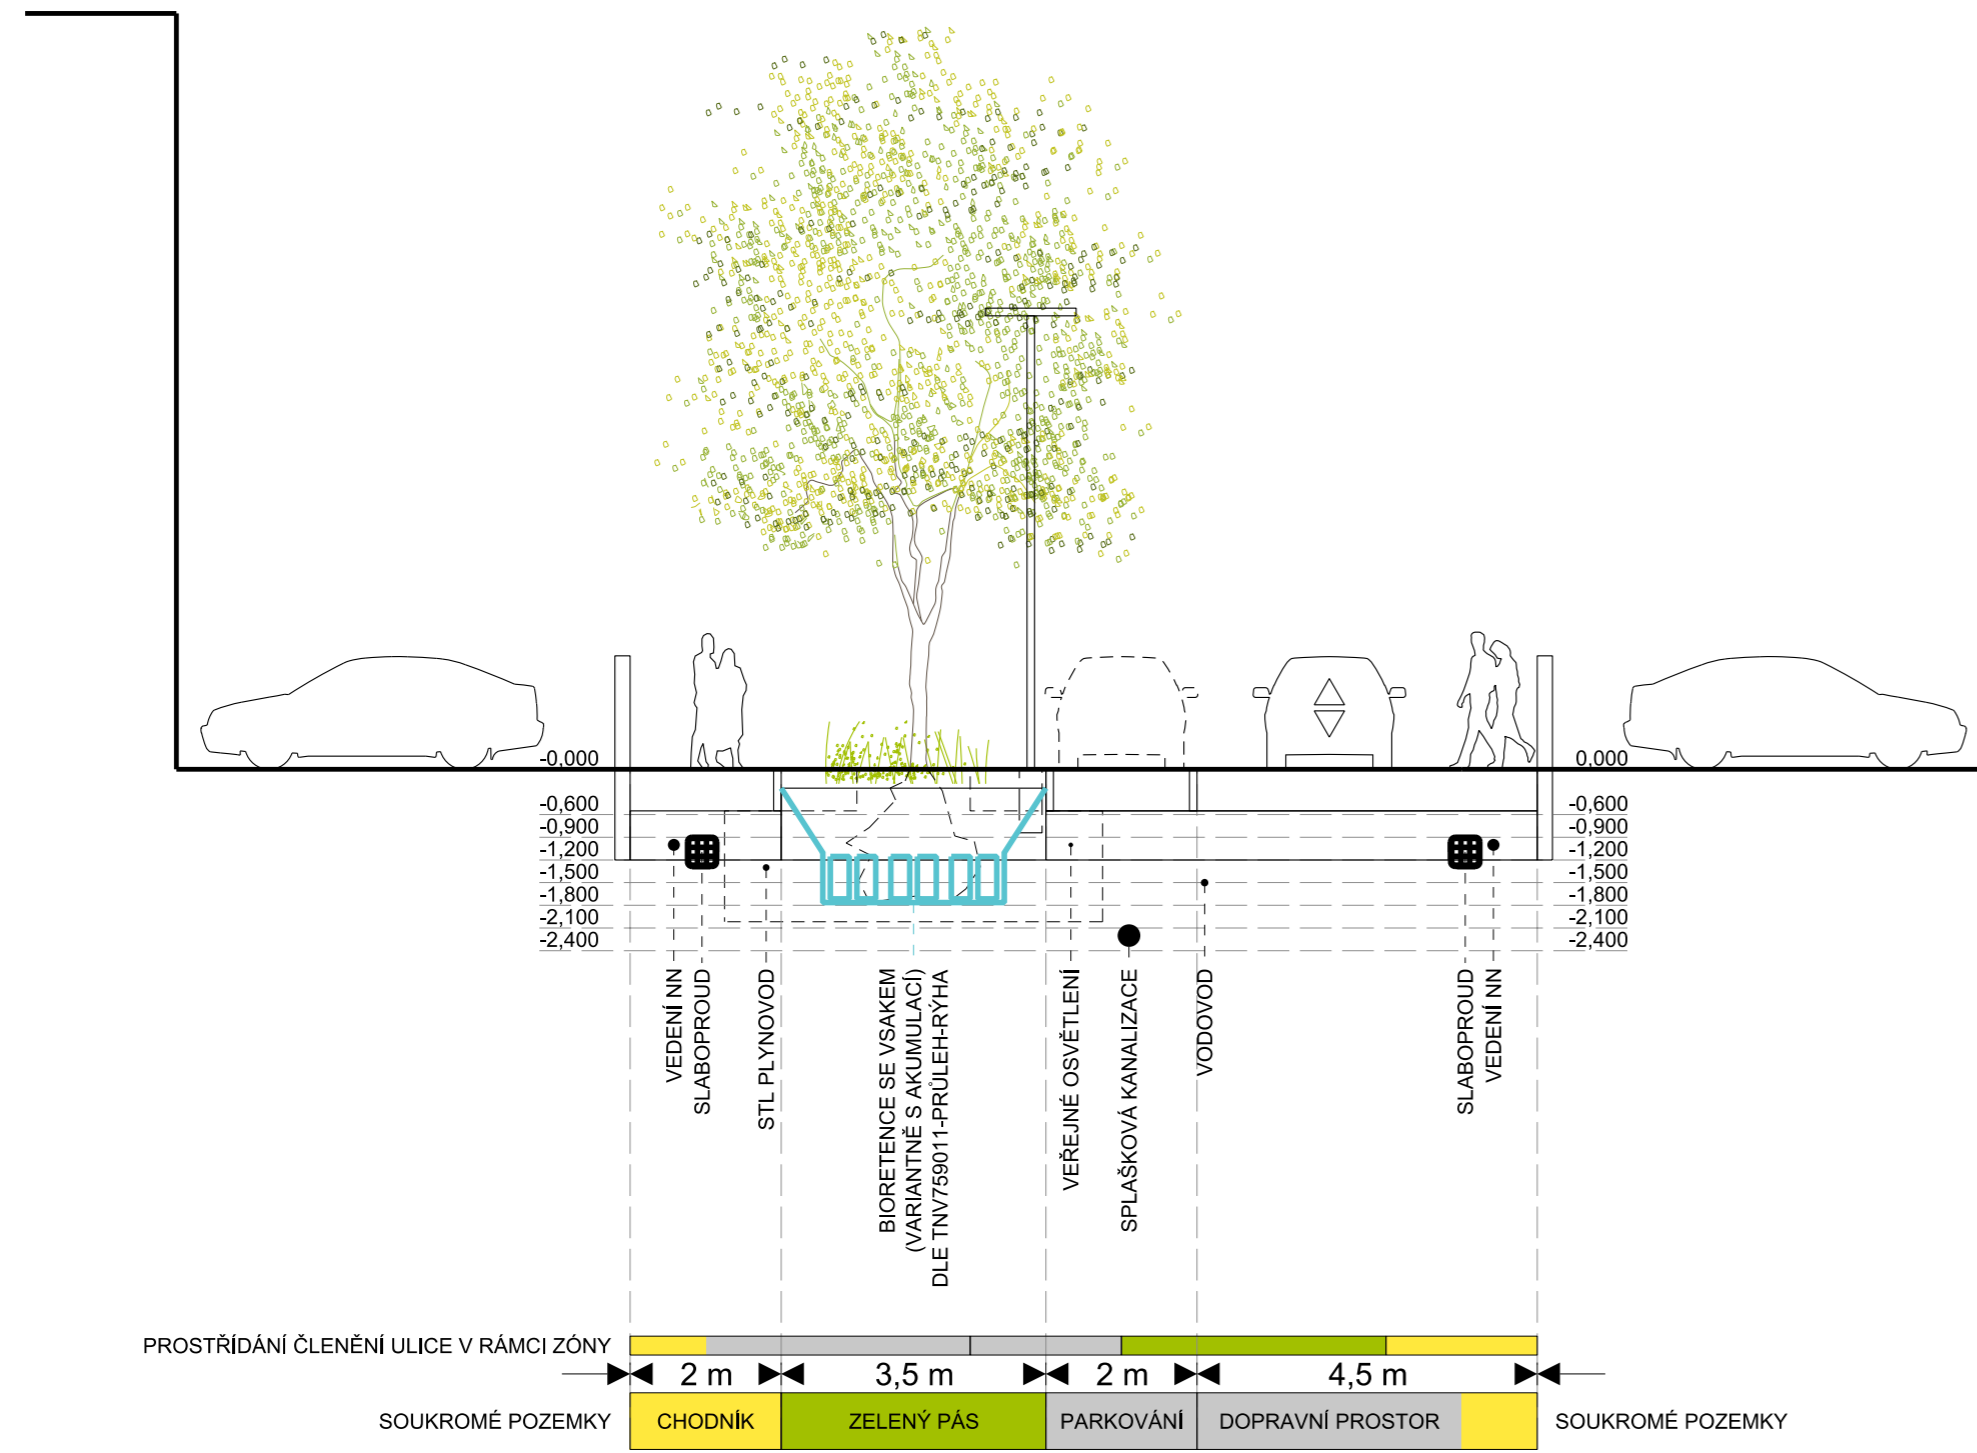 -0,000
0,000
-0,600
-0,600
-0,900
-0,900
-1,200
-1,200
-1,500
-1,500
-1,800
-1,800
-2,100
-2,100
-2,400
-2,400
VEDENÍ NN
SLABOPROUD
STL PLYNOVOD
BIORETENCE SE VSAKEM
(VARIANTNĚ S AKUMULACÍ)
DLE TNV759011-PRŮLEH-RÝHA
VEŘEJNÉ OSVĚTLENÍ
SPLAŠKOVÁ KANALIZACE
VODOVOD
SLABOPROUD
VEDENÍ NN
PROSTŘÍDÁNÍ ČLENĚNÍ ULICE V RÁMCI ZÓNY
2 m
3,5 m
2 m
4,5 m
SOUKROMÉ POZEMKY
CHODNÍK
ZELENÝ PÁS
PARKOVÁNÍ
DOPRAVNÍ PROSTOR
SOUKROMÉ POZEMKY